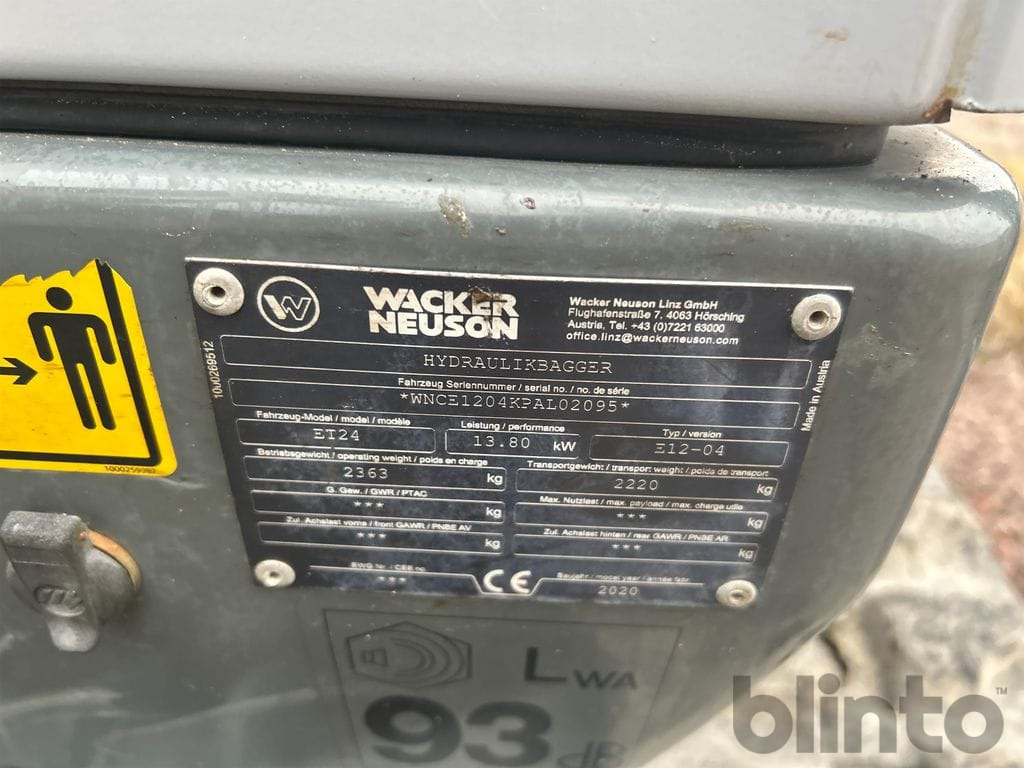 WACKER
NEUSON
Wacker Neuson Linz GmbH
Flughafenstraße 7, 4063 Hörsching
Austria, Tel. +43 (0)7221 63000
office.linz@wackerneuson.com
HYDRAULIKBAGGER
Fahrzeug Seriennummer / serial no. / no. de série
*WNCE1204KPAL02095*
Fahrzeug-Model / model / modèle
ET24
Leistung / performance
13.80 kW
Typ / version
E12-04
Betriebsgewicht / operating weight / poids en charge
2363 kg
Transportgewicht / transport weight / poids de transport
2220 kg
G. Gew. / GWR / PTAC
*** kg
Max. Nutzlast / max. payload / max. charge utile
*** kg
Zul. Achslast vorne / front GAWR / PNBE AV
*** kg
Zul. Achslast hinten / rear GAWR / PNBE AR
*** kg
EWG Nr. / CEE no.
***
CE
Baujahr / model year / année fabr.
2020
1000269512
Made in Austria
LWA
93 dB
blinto™